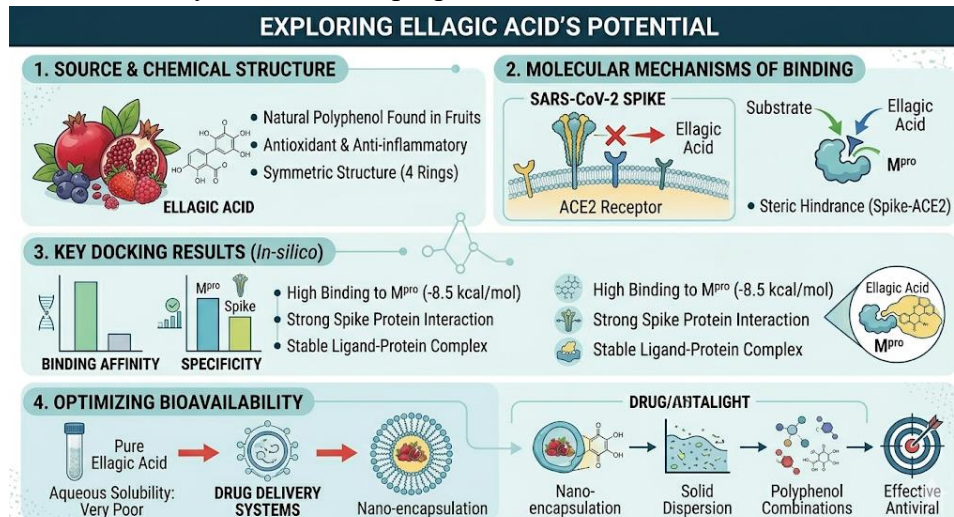 EXPLORING ELLAGIC ACID'S POTENTIAL
1. SOURCE & CHEMICAL STRUCTURE
• Natural Polyphenol Found in Fruits
• Antioxidant & Anti-inflammatory
• Symmetric Structure (4 Rings)
ELLAGIC ACID
2. MOLECULAR MECHANISMS OF BINDING
SARS-CoV-2 SPIKE
Ellagic
Acid
ACE2 Receptor
Substrate
Ellagic
Acid
Mpro
• Steric Hindrance (Spike-ACE2)
3. KEY DOCKING RESULTS (In-silico)
BINDING AFFINITY
Mpro
Spike
SPECIFICITY
• High Binding to Mpro (-8.5 kcal/mol)
• Strong Spike Protein Interaction
• Stable Ligand-Protein Complex
High Binding to Mpro (-8.5 kcal/mol)
Strong Spike Protein Interaction
Stable Ligand-Protein Complex
Ellagic Acid
Mpro
4. OPTIMIZING BIOAVAILABILITY
Pure
Ellagic Acid
Aqueous Solubility:
Very Poor
DRUG DELIVERY
SYSTEMS
Nano-encapsulation
DRUG/ANTALIGHT
Nano-
encapsulation
Solid
Dispersion
Polyphenol
Combinations
Effective
Antiviral